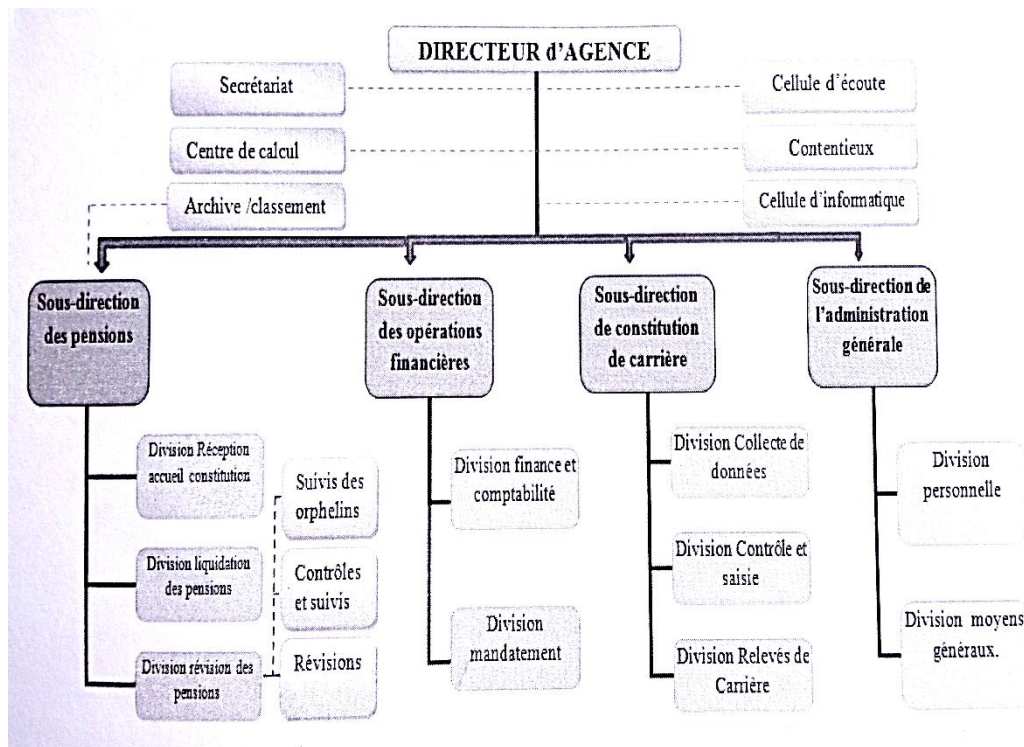 DIRECTEUR d'AGENCE
Secrétariat
Cellule d'écoute
Centre de calcul
Contentieux
Archive /classement
Cellule d'informatique
Sous-direction
des pensions
Sous-direction
des opérations
financières
Sous-direction
de constitution
de carrière
Sous-direction de
l'administration
générale
Division Réception
accueil constitution
Division liquidation
des pensions
Division révision des
pensions
Suivis des
orphelins
Contrôles
et suivis
Révisions
Division finance et
comptabilité
Division
mandatement
Division Collecte de
données
Division Contrôle et
saisie
Division Relevés de
Carrière
Division
personnelle
Division moyens
généraux.